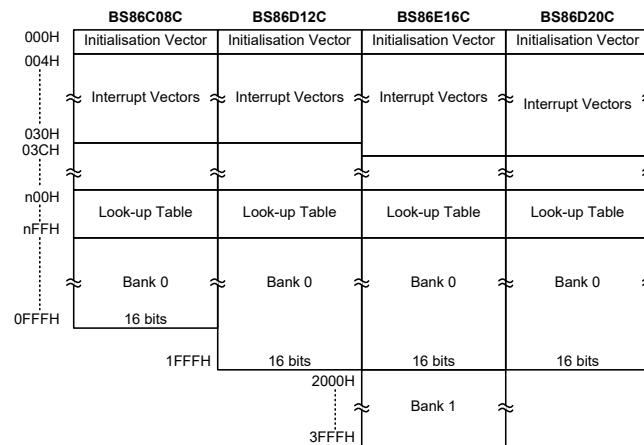 BS86C08C BS86D12C BS86E16C BS86D20C
000H Initialisation Vector Initialisation Vector Initialisation Vector Initialisation Vector
004H
Interrupt Vectors Interrupt Vectors Interrupt Vectors Interrupt Vectors
030H
03CH
n00H
Look-up Table Look-up Table Look-up Table Look-up Table
nFFH
Bank 0 Bank 0 Bank 0 Bank 0
0FFFH 16 bits
1FFFH 16 bits 16 bits 16 bits
2000H
Bank 1
3FFFH